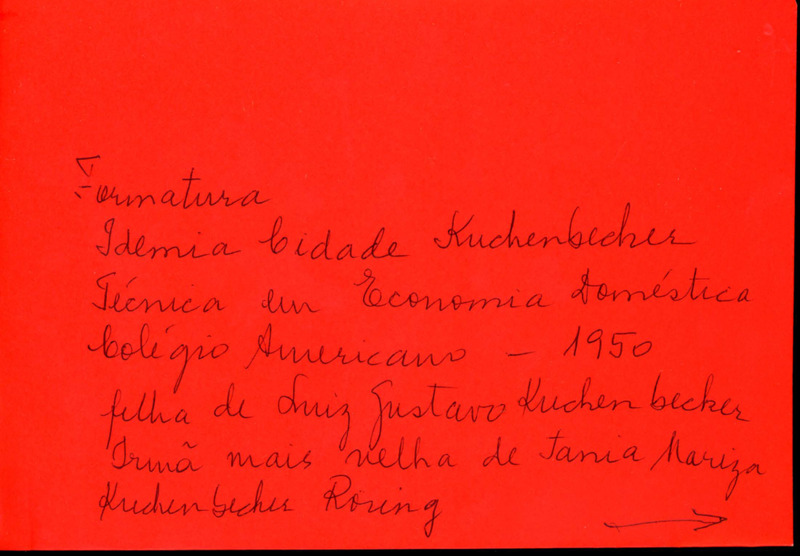 Formatura
Idemia Cidade Kuchenbecker
Técnica em Economia Doméstica
Colégio Americano – 1950
filha de Luiz Gustavo Kuchenbecker
Irmã mais velha de Tania Mariza
Kuchenbecker Rösing